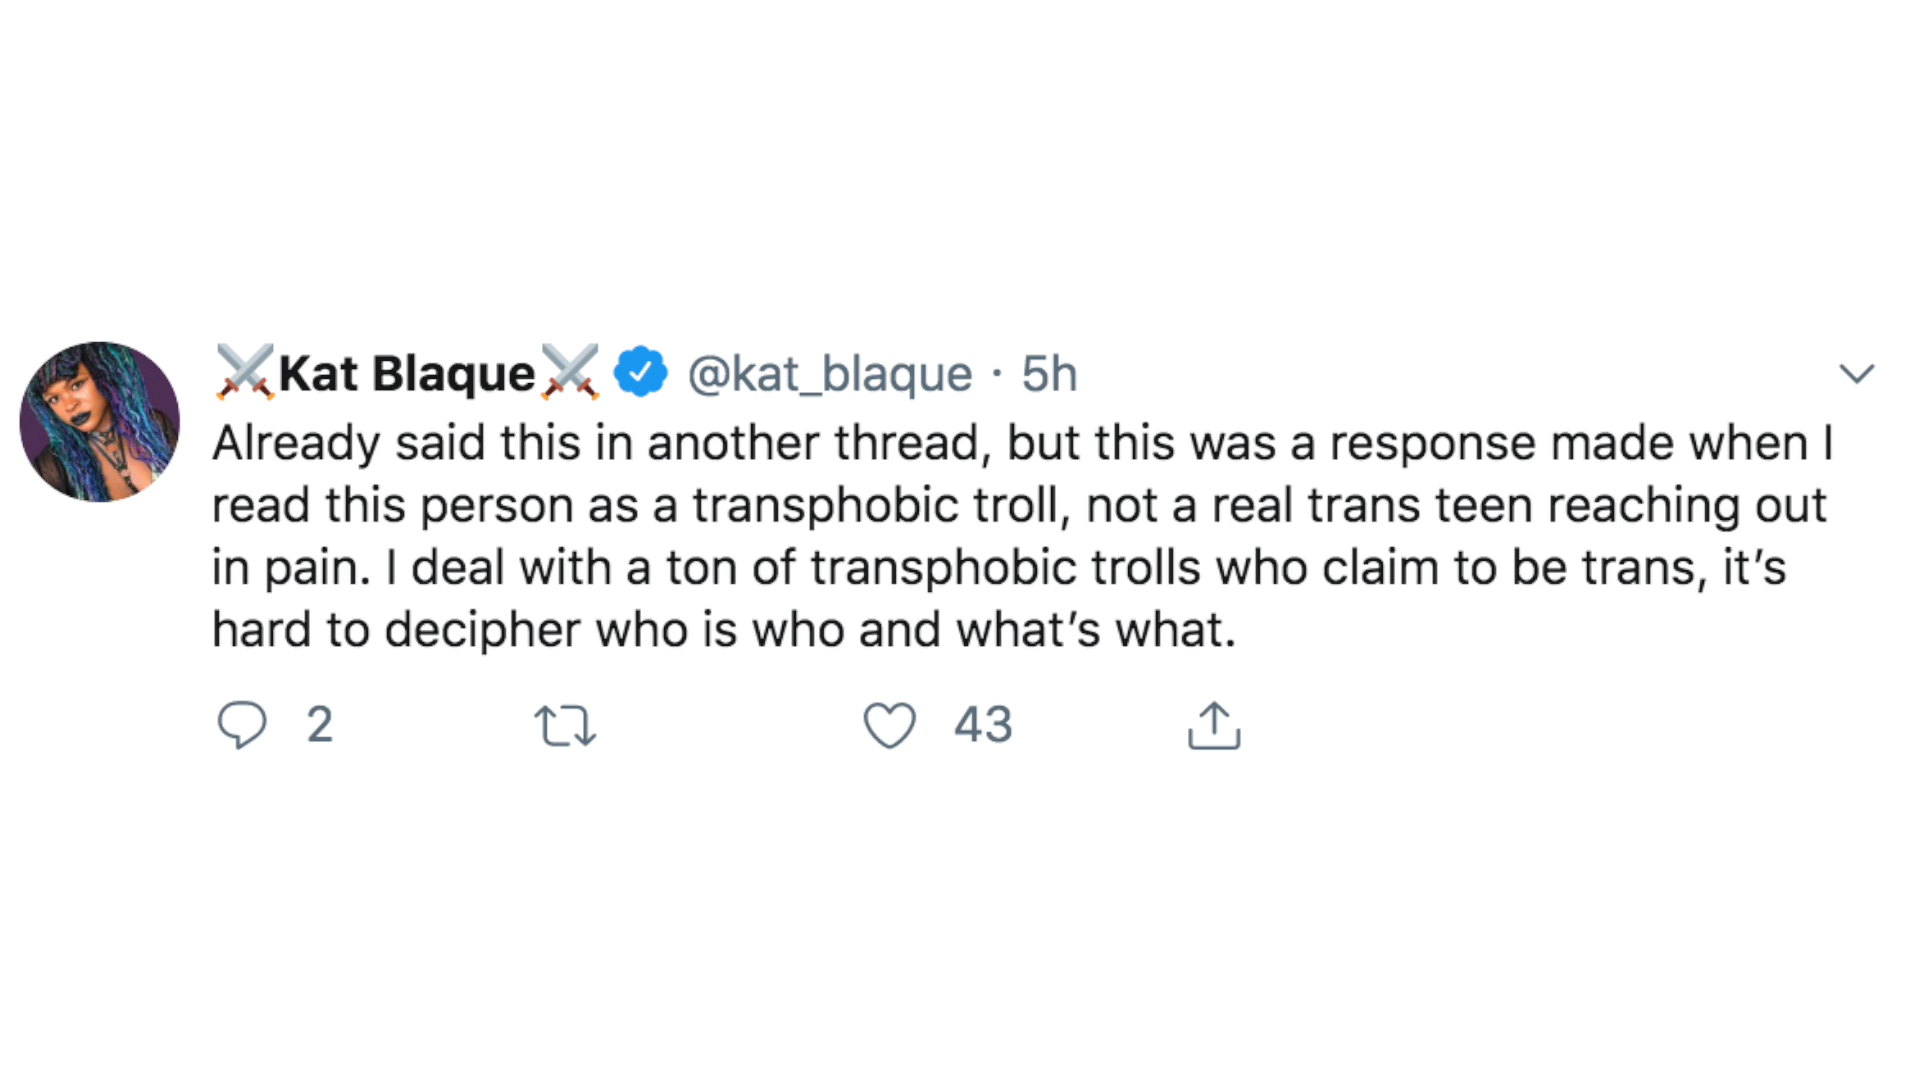 ⚔️Kat Blaque⚔️ @kat_blaque · 5h
Already said this in another thread, but this was a response made when I
read this person as a transphobic troll, not a real trans teen reaching out
in pain. I deal with a ton of transphobic trolls who claim to be trans, it’s
hard to decipher who is who and what’s what.
2 43